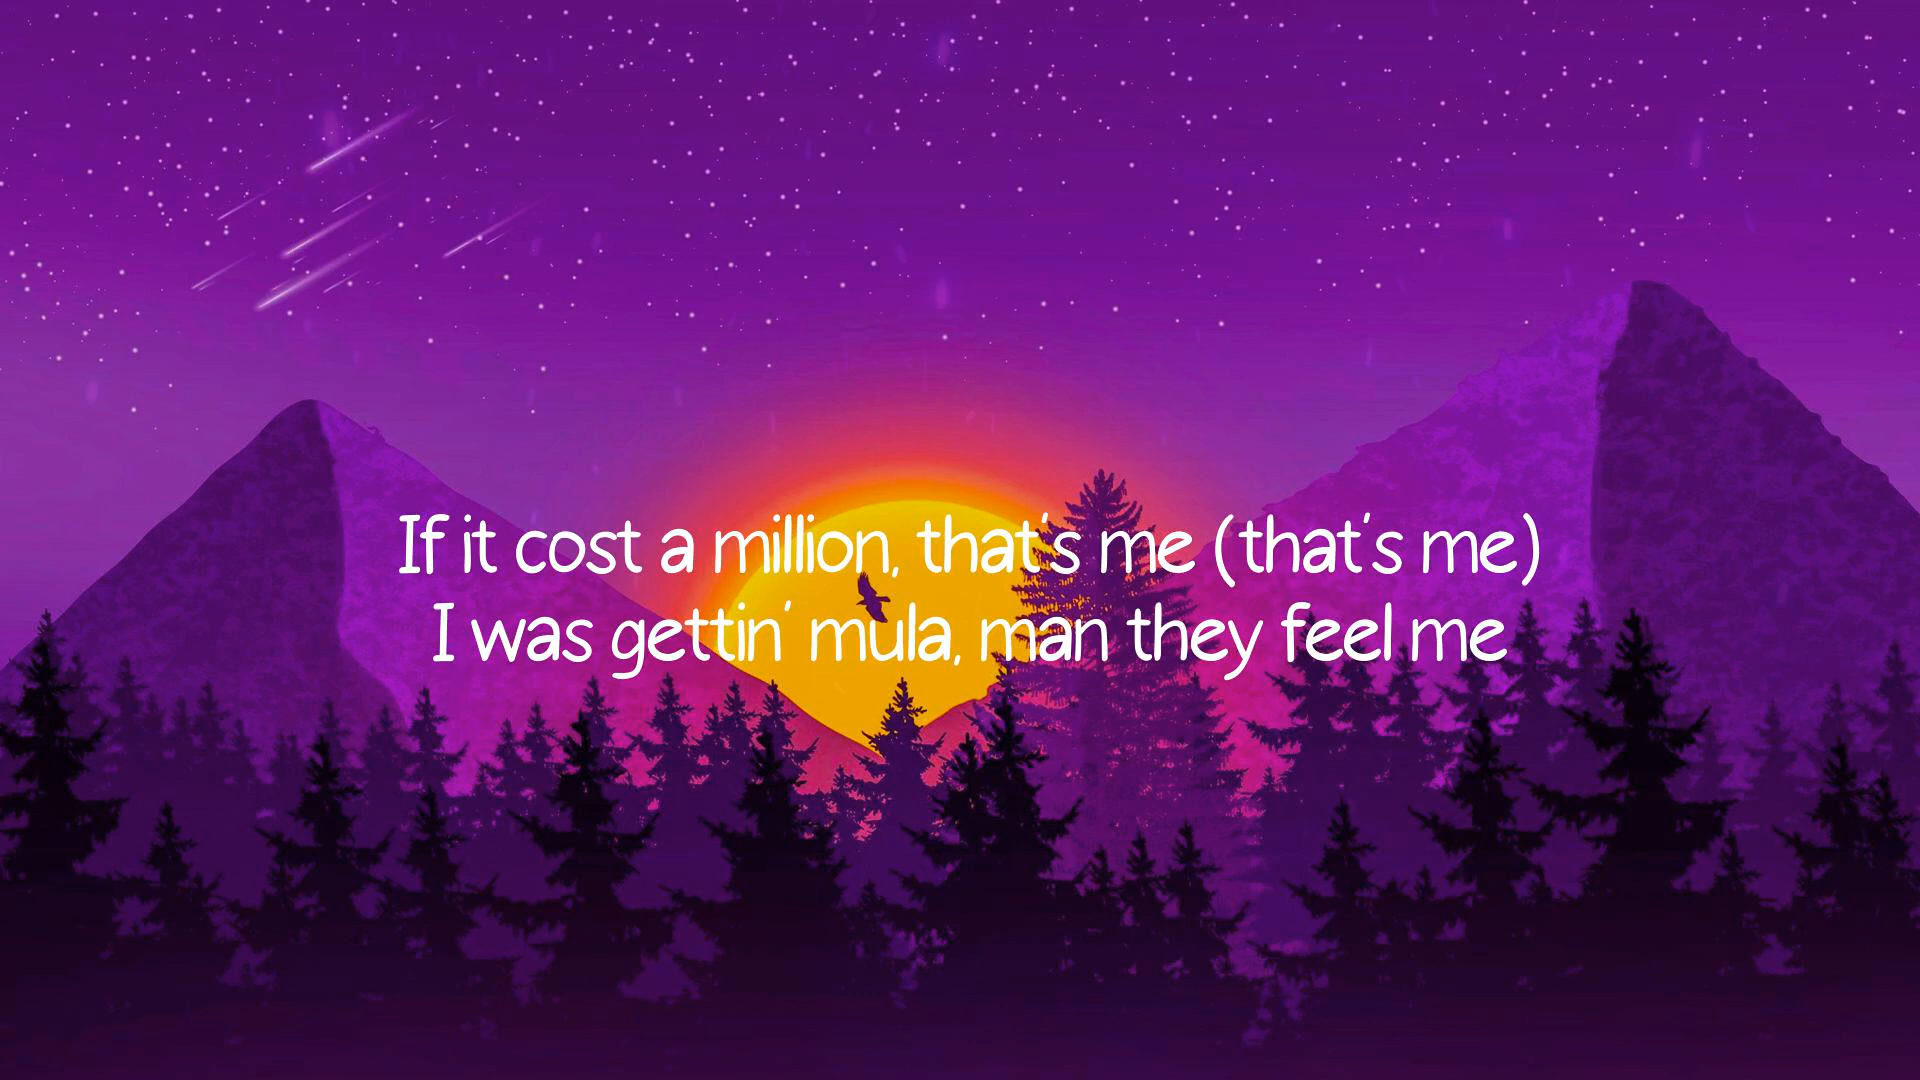 If it cost a million, that's me (that's me)
I was gettin' mula, man they feel me